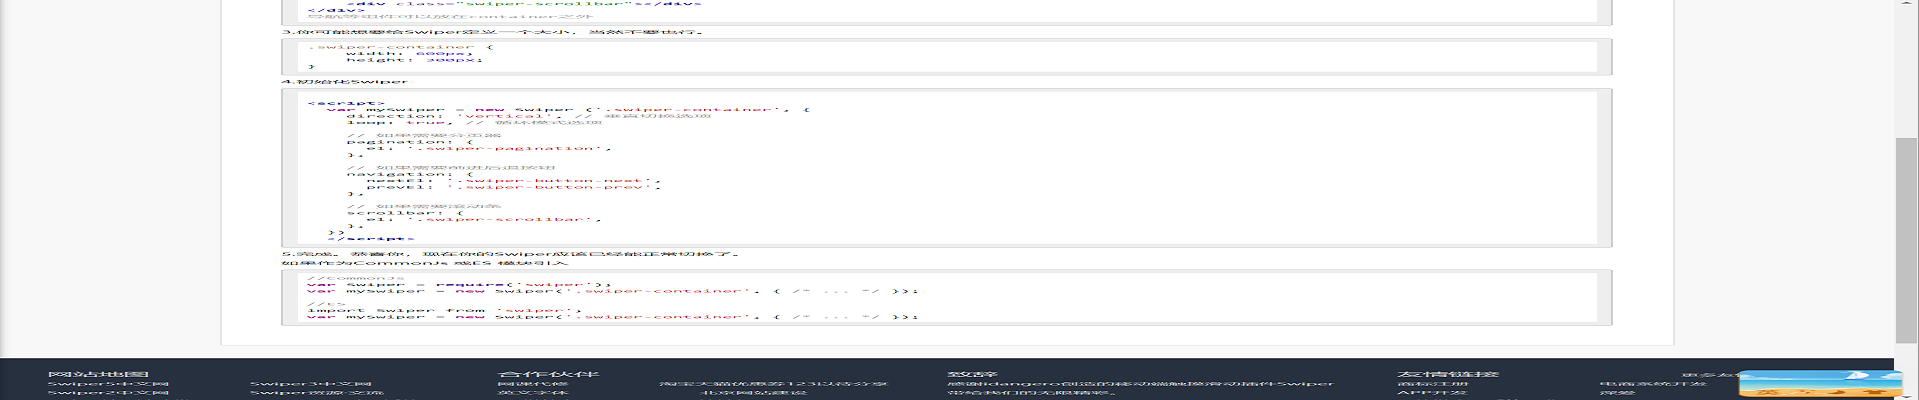 <div class="swiper-scrollbar"></div>
</div>
导航等组件可以放在container之外
3.你可能想要给Swiper定义一个大小，当然不要也行。
.swiper-container {
width: 600px;
height: 300px;
}
4.初始化Swiper
<script>
var mySwiper = new Swiper ('.swiper-container', {
direction: 'vertical', // 垂直切换选项
loop: true, // 循环模式选项
// 如果需要分页器
pagination: {
el: '.swiper-pagination',
},
// 如果需要前进后退按钮
navigation: {
nextEl: '.swiper-button-next',
prevEl: '.swiper-button-prev',
},
// 如果需要滚动条
scrollbar: {
el: '.swiper-scrollbar',
},
})
</script>
5.完成。恭喜你，现在你的Swiper应该已经能正常切换了。
如果作为CommonJs 或ES 模块引入
//CommonJs
var Swiper = require('swiper');
var mySwiper = new Swiper('.swiper-container', { /* ... */ });
//ES
import Swiper from 'swiper';
var mySwiper = new Swiper('.swiper-container', { /* ... */ });
网站地图 合作伙伴 致辞 友情链接 更多友
Swiper5中文网 Swiper3中文网 网课代修 淘宝天猫优惠券123以待分享 感谢idangero创造的移动端触摸滑动插件Swiper 商标注册 电商系统开发
Swiper2中文网 Swiper资源·交流 英文字体 北京网站建设 带给我们的无限精彩。 APP开发 深爱